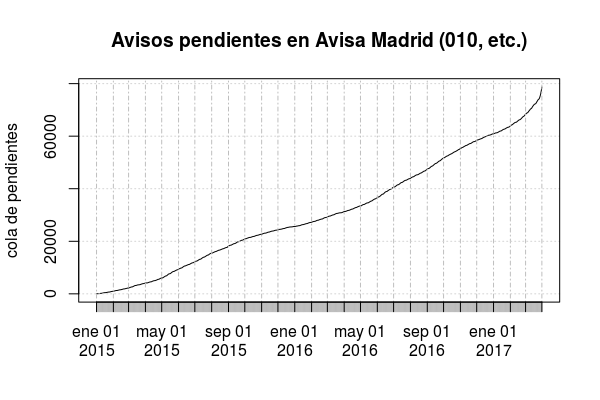 Avisos pendientes en Avisa Madrid (010, etc.)
cola de pendientes
60000
20000
0
ene 01 may 01 sep 01 ene 01 may 01 sep 01 ene 01
2015 2015 2015 2016 2016 2016 2017